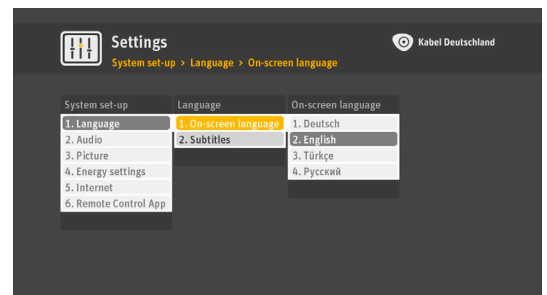 Settings
Kabel Deutschland
System set-up > Language > On-screen language
System set-up
Language
On-screen language
1. Language
1. On-screen language
1. Deutsch
2. Audio
2. Subtitles
2. English
3. Picture
3. Türkçe
4. Energy settings
4. Русский
5. Internet
6. Remote Control App